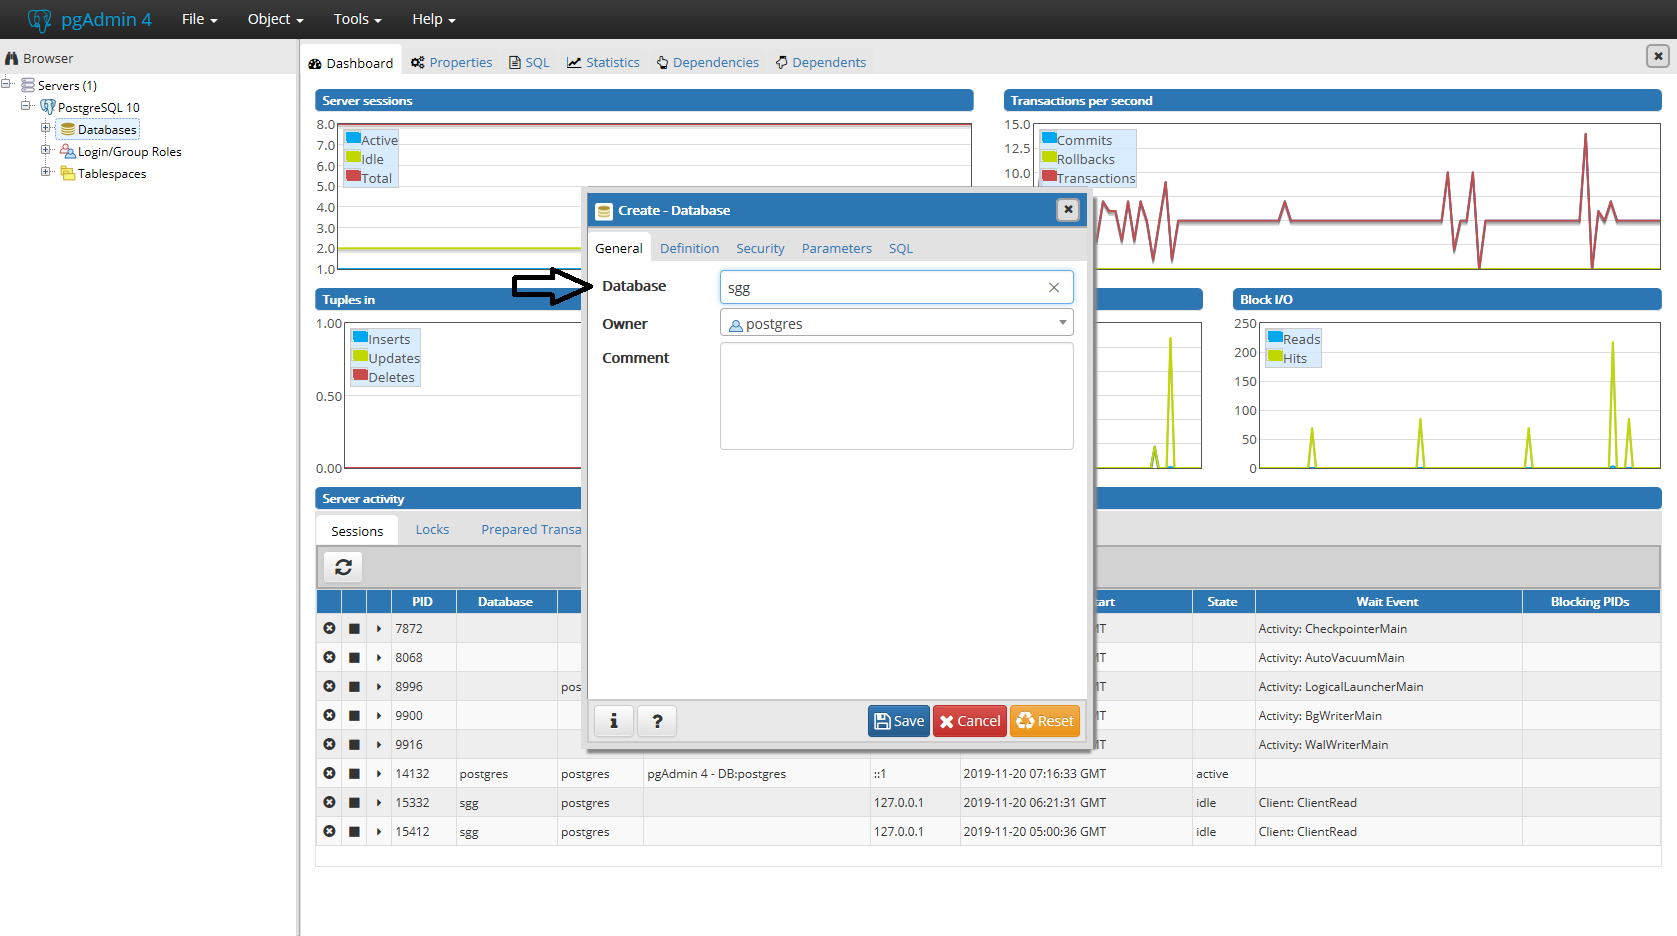 pgAdmin 4 File Object Tools Help
Browser
Servers (1)
PostgreSQL 10
Databases
Login/Group Roles
Tablespaces
Dashboard Properties SQL Statistics Dependencies Dependents
Server sessions
8.0
7.0
6.0
5.0
4.0
3.0
2.0
1.0
Active
Idle
Total
Transactions per second
15.0
12.5
10.0
Commits
Rollbacks
Transactions
Create - Database
General Definition Security Parameters SQL
Database sgg
Owner postgres
Comment
i ? Save Cancel Reset
Tuples in
1.00
0.50
0.00
Inserts
Updates
Deletes
Block I/O
250
200
150
100
50
0
Reads
Hits
Server activity
Sessions Locks Prepared Transa
PID Database art State Wait Event Blocking PIDs
7872 MT Activity: CheckpointerMain
8068 MT Activity: AutoVacuumMain
8996 pos MT Activity: LogicalLauncherMain
9900 MT Activity: BgWriterMain
9916 MT Activity: WalWriterMain
14132 postgres postgres pgAdmin 4 - DB:postgres ::1 2019-11-20 07:16:33 GMT active
15332 sgg postgres 127.0.0.1 2019-11-20 06:21:31 GMT idle Client: ClientRead
15412 sgg postgres 127.0.0.1 2019-11-20 05:00:36 GMT idle Client: ClientRead